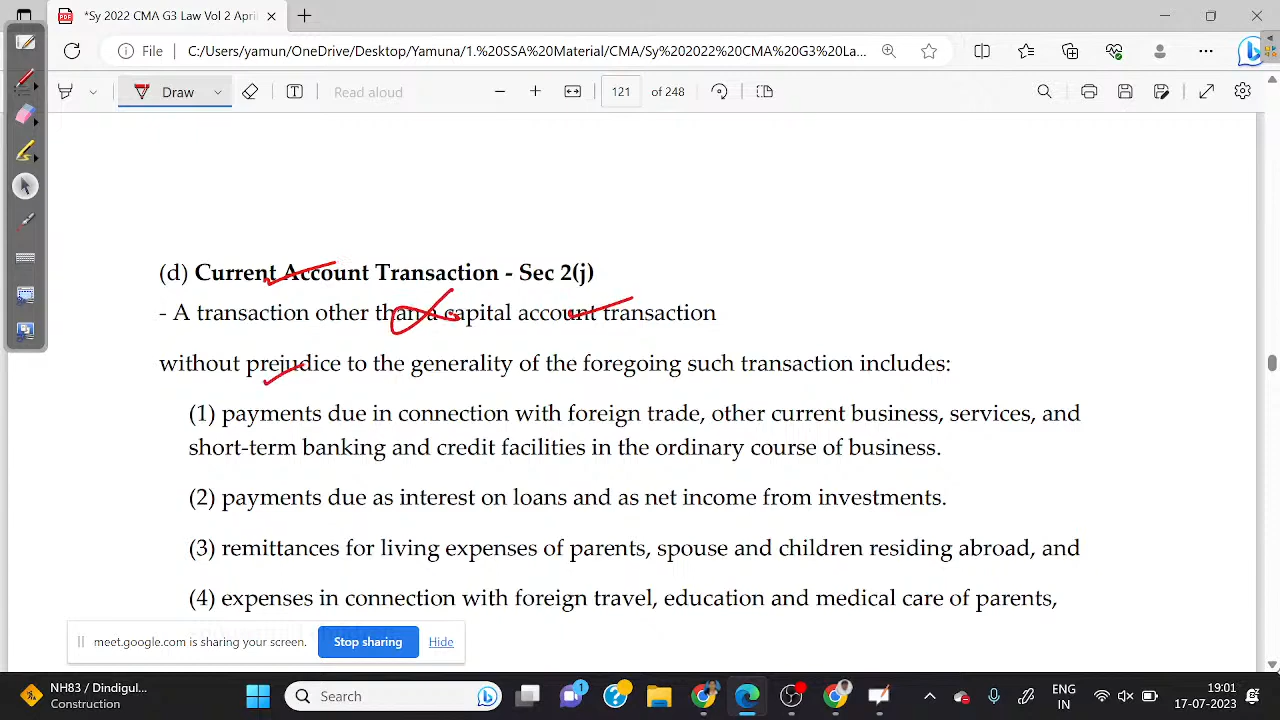 *Sy 2022 CMA G3 Law Vol 2 April
File
C:/Users/yamun/OneDrive/Desktop/Yamuna/1.%20SSA%20Material/CMA/Sy%202022%20CMA%20G3%20La...
Draw
Read aloud
121
of 248
(d) Current Account Transaction - Sec 2(j)
- A transaction other than a capital account transaction
without prejudice to the generality of the foregoing such transaction includes:
(1) payments due in connection with foreign trade, other current business, services, and
short-term banking and credit facilities in the ordinary course of business.
(2) payments due as interest on loans and as net income from investments.
(3) remittances for living expenses of parents, spouse and children residing abroad, and
(4) expenses in connection with foreign travel, education and medical care of parents,
meet.google.com is sharing your screen.
Stop sharing
Hide
NH83 / Dindigul...
Construction
Search
1
ENG
IN
19:01
17-07-2023